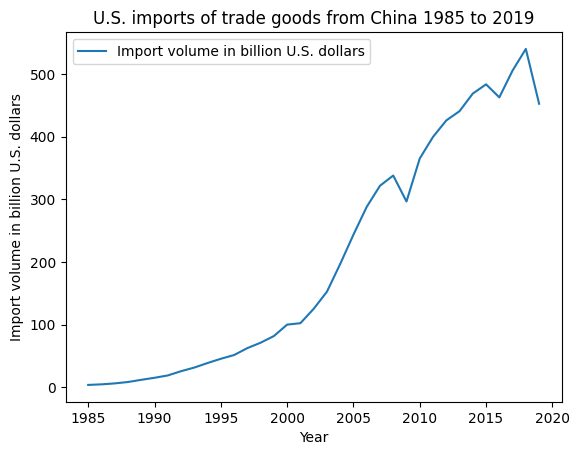 U.S. imports of trade goods from China 1985 to 2019
Import volume in billion U.S. dollars
Import volume in billion U.S. dollars
500
400
300
200
100
0
1985 1990 1995 2000 2005 2010 2015 2020
Year